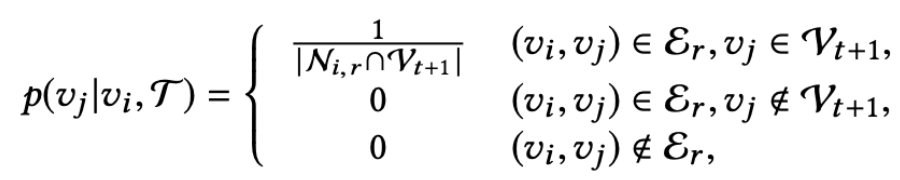 p(v_j|v_i, 𝒯) = { 1 / |𝒩_{i,r}∩𝒱_{t+1}|  (v_i, v_j) ∈ ℰ_r, v_j ∈ 𝒱_{t+1},
0  (v_i, v_j) ∈ ℰ_r, v_j ∉ 𝒱_{t+1},
0  (v_i, v_j) ∉ ℰ_r,